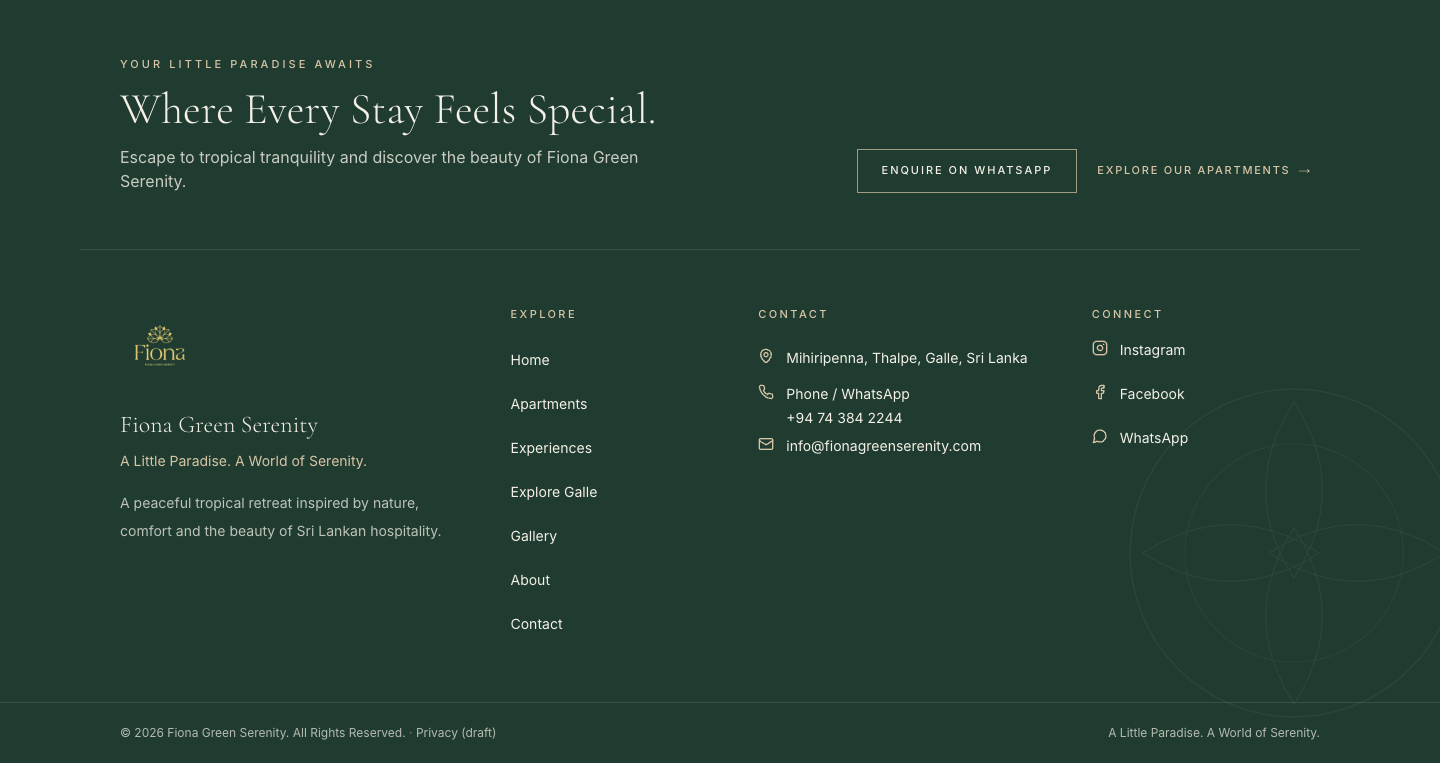 YOUR LITTLE PARADISE AWAITS
Where Every Stay Feels Special.
Escape to tropical tranquility and discover the beauty of Fiona Green
Serenity.
ENQUIRE ON WHATSAPP
EXPLORE OUR APARTMENTS →
Fiona
Fiona Green Serenity
A Little Paradise. A World of Serenity.
A peaceful tropical retreat inspired by nature,
comfort and the beauty of Sri Lankan hospitality.
EXPLORE
Home
Apartments
Experiences
Explore Galle
Gallery
About
Contact
CONTACT
Mihiripenna, Thalpe, Galle, Sri Lanka
Phone / WhatsApp
+94 74 384 2244
info@fionagreenserenity.com
CONNECT
Instagram
Facebook
WhatsApp
© 2026 Fiona Green Serenity. All Rights Reserved. · Privacy (draft)
A Little Paradise. A World of Serenity.